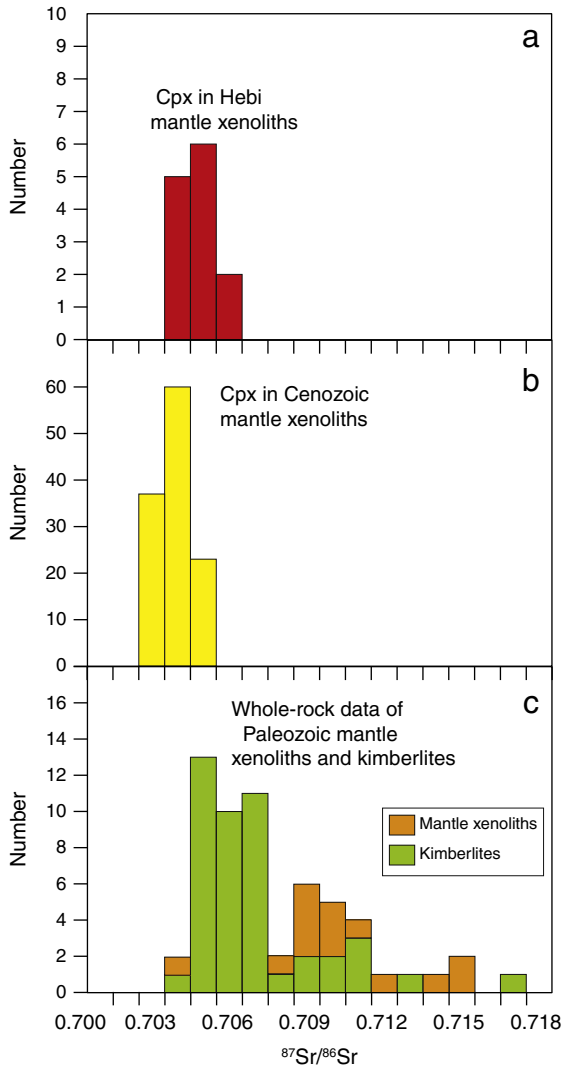 10
9
8
7
6
5
4
3
2
1
0
Number
a
Cpx in Hebi
mantle xenoliths
60
50
40
30
20
10
0
Number
b
Cpx in Cenozoic
mantle xenoliths
16
14
12
10
8
6
4
2
0
Number
c
Whole-rock data of
Paleozoic mantle
xenoliths and kimberlites
Mantle xenoliths
Kimberlites
0.700 0.703 0.706 0.709 0.712 0.715 0.718
⁸⁷Sr/⁸⁶Sr